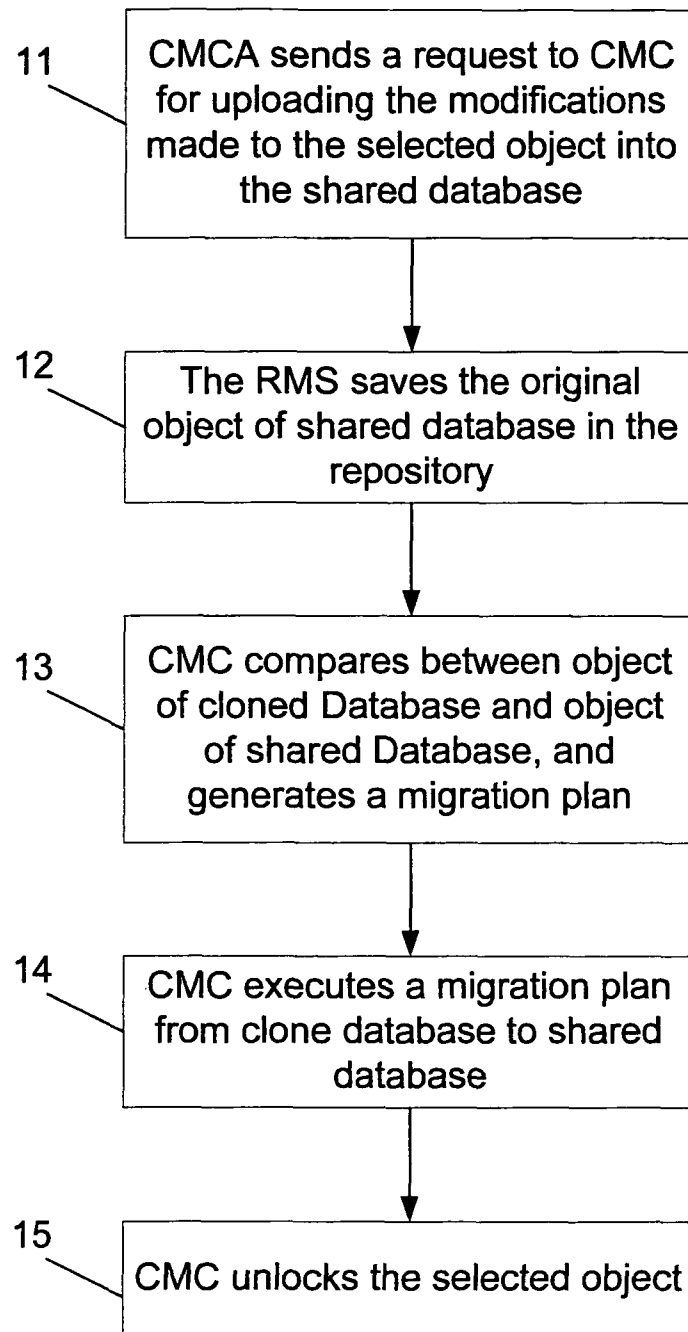 11
CMCA sends a request to CMC
for uploading the modifications
made to the selected object into
the shared database
12
The RMS saves the original
object of shared database in the
repository
13
CMC compares between object
of cloned Database and object
of shared Database, and
generates a migration plan
14
CMC executes a migration plan
from clone database to shared
database
15
CMC unlocks the selected object